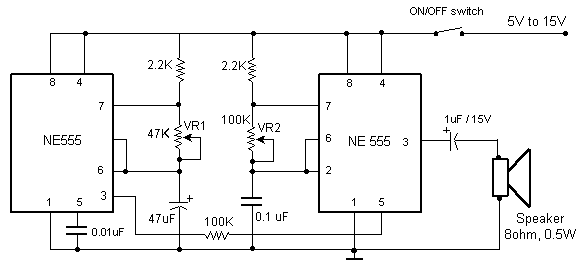 ON/OFF switch
5V to 15V
2.2K
2.2K
8
4
8
4
7
7
1uF / 15V
+
47K
VR1
100K
VR2
NE555
NE 555
6
3
6
2
3
1
5
+
47uF
0.1 uF
1
5
0.01uF
100K
Speaker
8ohm, 0.5W